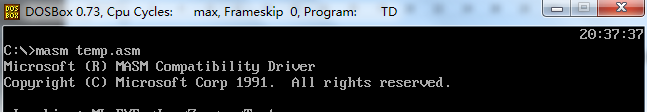 DOSBox 0.73, Cpu Cycles: max, Frameskip 0, Program: TD
20:37:37
C:\>masm temp.asm
Microsoft (R) MASM Compatibility Driver
Copyright (C) Microsoft Corp 1991. All rights reserved.